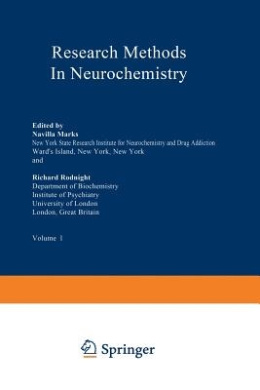 Research Methods
In Neurochemistry
Edited by
Navilla Marks
New York State Research Institute for Neurochemistry and Drug Addiction
Ward's Island, New York, New York
and
Richard Rodnight
Department of Biochemistry
Institute of Psychiatry
University of London
London, Great Britain
Volume 1
Springer